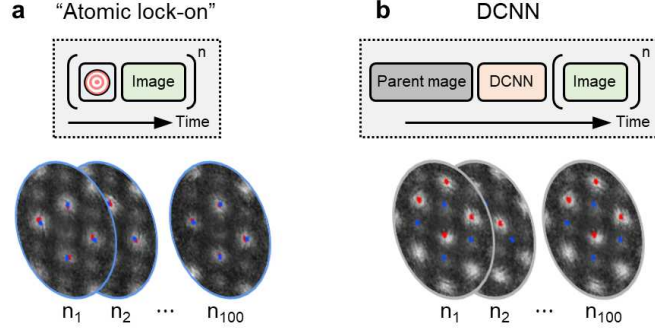 a "Atomic lock-on"
Image
n
Time
n1 n2 ... n100
b DCNN
Parent mage
DCNN
Image
n
Time
n1 n2 ... n100